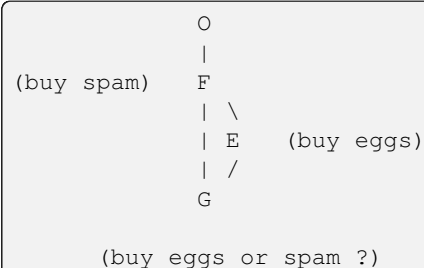 O
|
(buy spam) F
| \
| E (buy eggs)
| /
G
(buy eggs or spam ?)